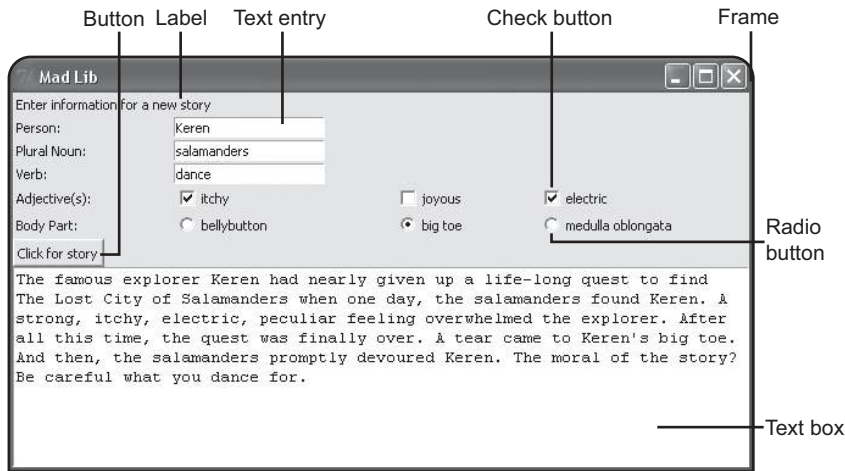 Button Label Text entry Check button Frame
Mad Lib
Enter information for a new story
Person: Keren
Plural Noun: salamanders
Verb: dance
Adjective(s): itchy joyous electric
Body Part: bellybutton big toe medulla oblongata
Radio
button
Click for story
The famous explorer Keren had nearly given up a life-long quest to find
The Lost City of Salamanders when one day, the salamanders found Keren. A
strong, itchy, electric, peculiar feeling overwhelmed the explorer. After
all this time, the quest was finally over. A tear came to Keren's big toe.
And then, the salamanders promptly devoured Keren. The moral of the story?
Be careful what you dance for.
Text box